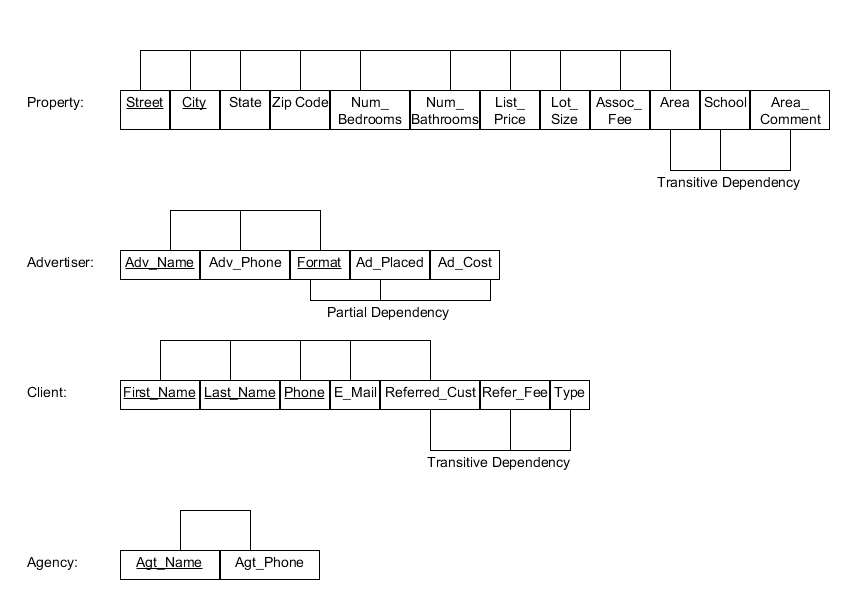 Property:
Street City State Zip Code Num_ Num_ List_ Lot_ Assoc_ Area School Area_
Bedrooms Bathrooms Price Size Fee Comment
Transitive Dependency
Advertiser:
Adv_Name Adv_Phone Format Ad_Placed Ad_Cost
Partial Dependency
Client:
First_Name Last_Name Phone E_Mail Referred_Cust Refer_Fee Type
Transitive Dependency
Agency:
Agt_Name Agt_Phone